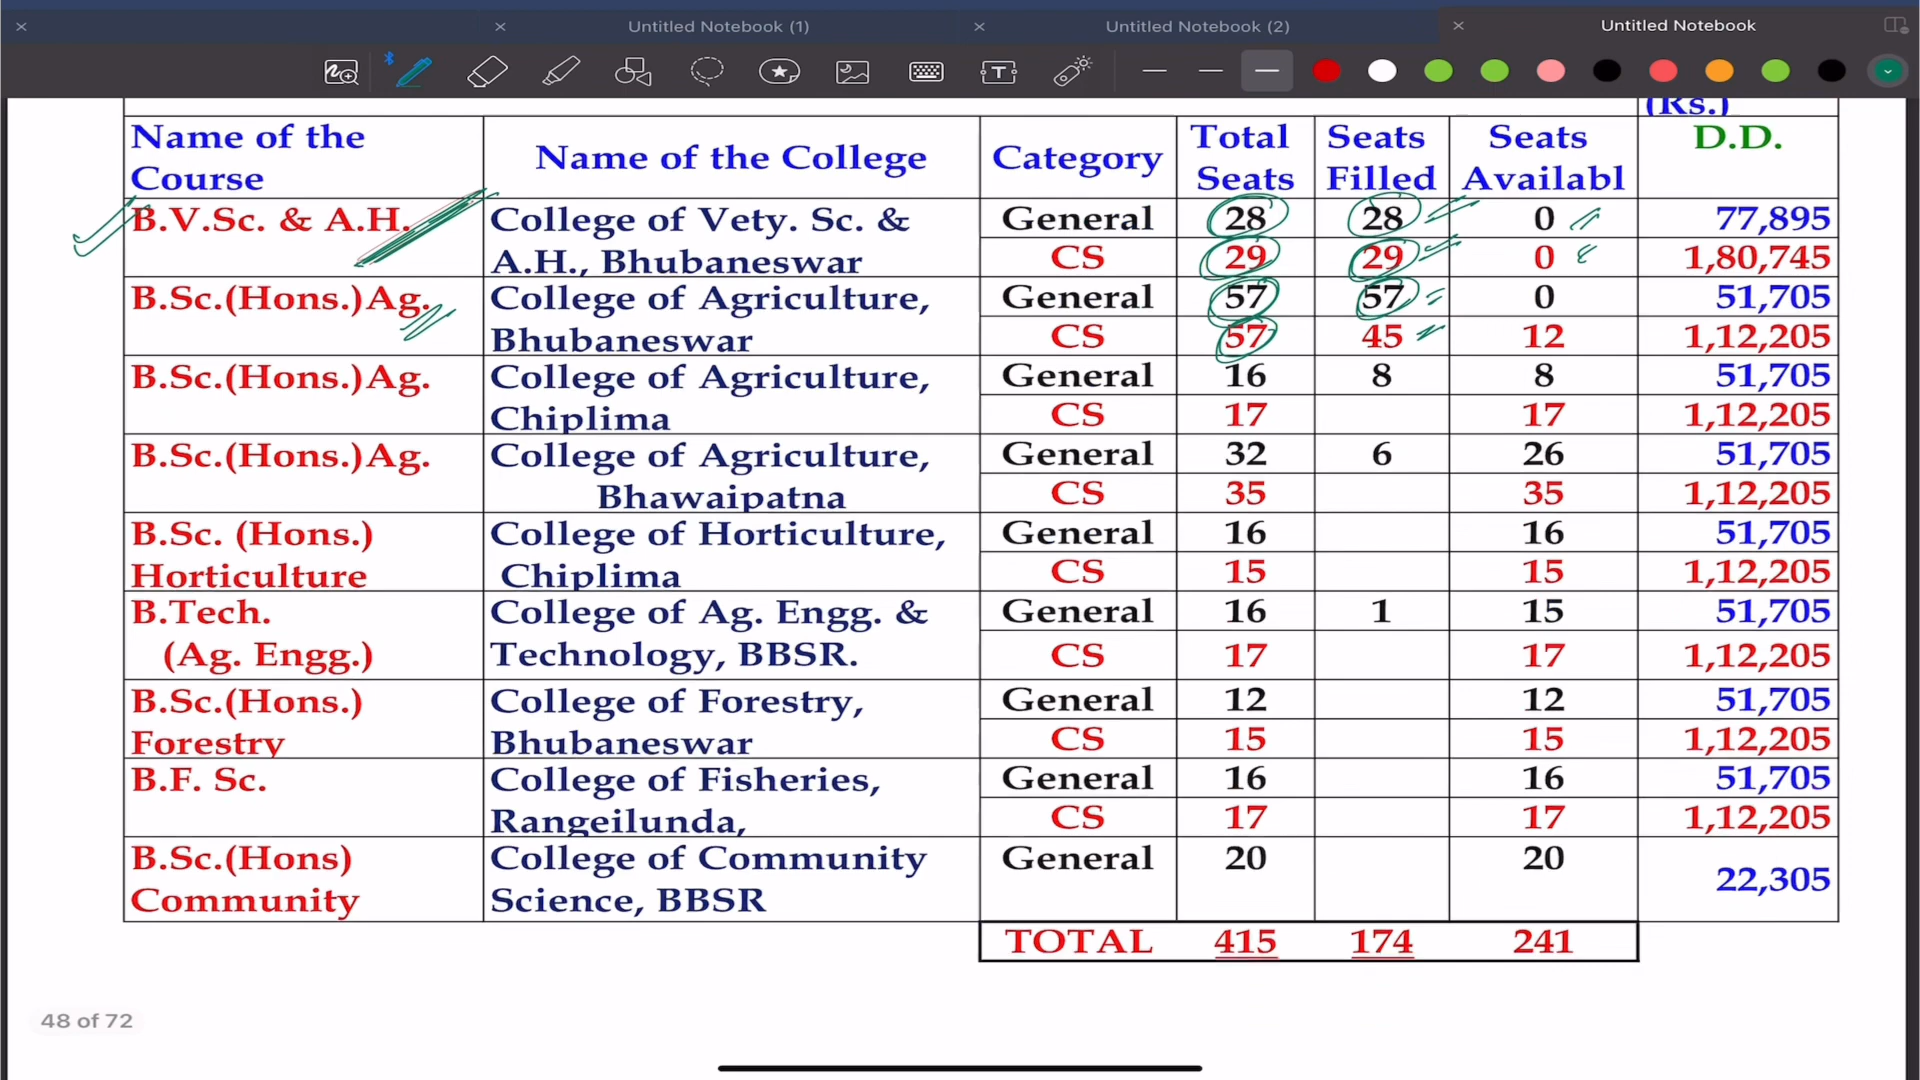 Untitled Notebook (1)
Untitled Notebook (2)
Untitled Notebook
(Rs.)
Name of the Course
Name of the College
Category
Total Seats
Seats Filled
Seats Availabl
D.D.
B.V.Sc. & A.H.
College of Vety. Sc. &
A.H., Bhubaneswar
General 28 28 0 77,895
CS 29 29 0 1,80,745
B.Sc.(Hons.)Ag.
College of Agriculture,
Bhubaneswar
General 57 57 0 51,705
CS 57 45 12 1,12,205
B.Sc.(Hons.)Ag.
College of Agriculture,
Chiplima
General 16 8 8 51,705
CS 17 17 1,12,205
B.Sc.(Hons.)Ag.
College of Agriculture,
Bhawaipatna
General 32 6 26 51,705
CS 35 35 1,12,205
B.Sc. (Hons.)
Horticulture
College of Horticulture,
Chiplima
General 16 16 51,705
CS 15 15 1,12,205
B.Tech.
(Ag. Engg.)
College of Ag. Engg. &
Technology, BBSR.
General 16 1 15 51,705
CS 17 17 1,12,205
B.Sc.(Hons.)
Forestry
College of Forestry,
Bhubaneswar
General 12 12 51,705
CS 15 15 1,12,205
B.F. Sc.
College of Fisheries,
Rangeilunda,
General 16 16 51,705
CS 17 17 1,12,205
B.Sc.(Hons)
Community
College of Community
Science, BBSR
General 20 20 22,305
TOTAL 415 174 241
48 of 72